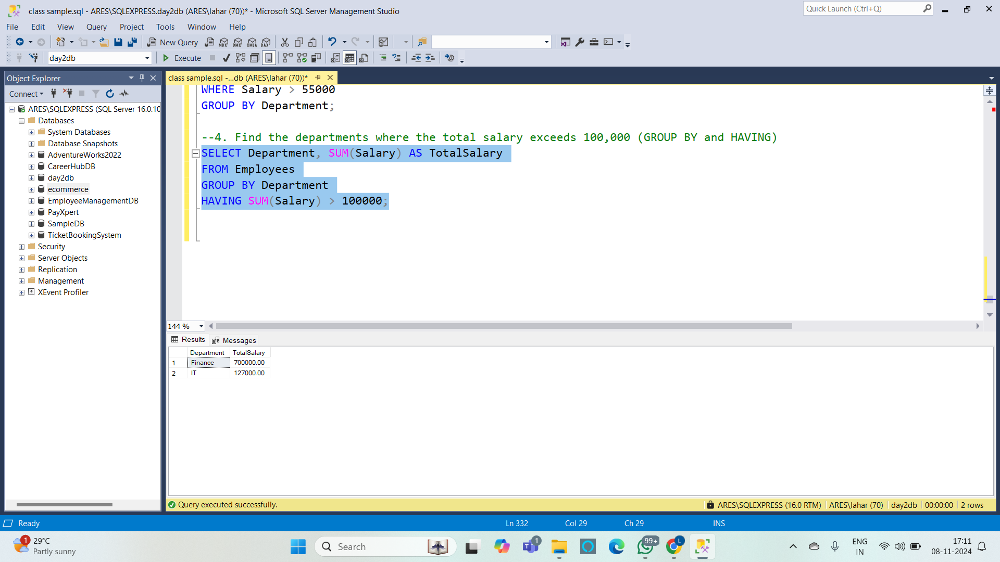 class sample.sql - ARES\SQLEXPRESS.day2db (ARES\lahar (70))* - Microsoft SQL Server Management Studio
Quick Launch (Ctrl+Q)
File Edit View Query Project Tools Window Help
New Query MDX DMX XMLA DAX
day2db Execute
Object Explorer
class sample.sql -...db (ARES\lahar (70))*
Connect
ARES\SQLEXPRESS (SQL Server 16.0.10
Databases
System Databases
Database Snapshots
AdventureWorks2022
CareerHubDB
day2db
ecommerce
EmployeeManagementDB
PayXpert
SampleDB
TicketBookingSystem
Security
Server Objects
Replication
Management
XEvent Profiler
WHERE Salary > 55000
GROUP BY Department;
--4. Find the departments where the total salary exceeds 100,000 (GROUP BY and HAVING)
SELECT Department, SUM(Salary) AS TotalSalary
FROM Employees
GROUP BY Department
HAVING SUM(Salary) > 100000;
144 %
Results Messages
Department TotalSalary
1 Finance 700000.00
2 IT 127000.00
Query executed successfully.
ARES\SQLEXPRESS (16.0 RTM) ARES\lahar (70) day2db 00:00:00 2 rows
Ready Ln 332 Col 29 Ch 29 INS
1
29°C
Partly sunny
Search
1
99+
L
ENG
IN
17:11
08-11-2024